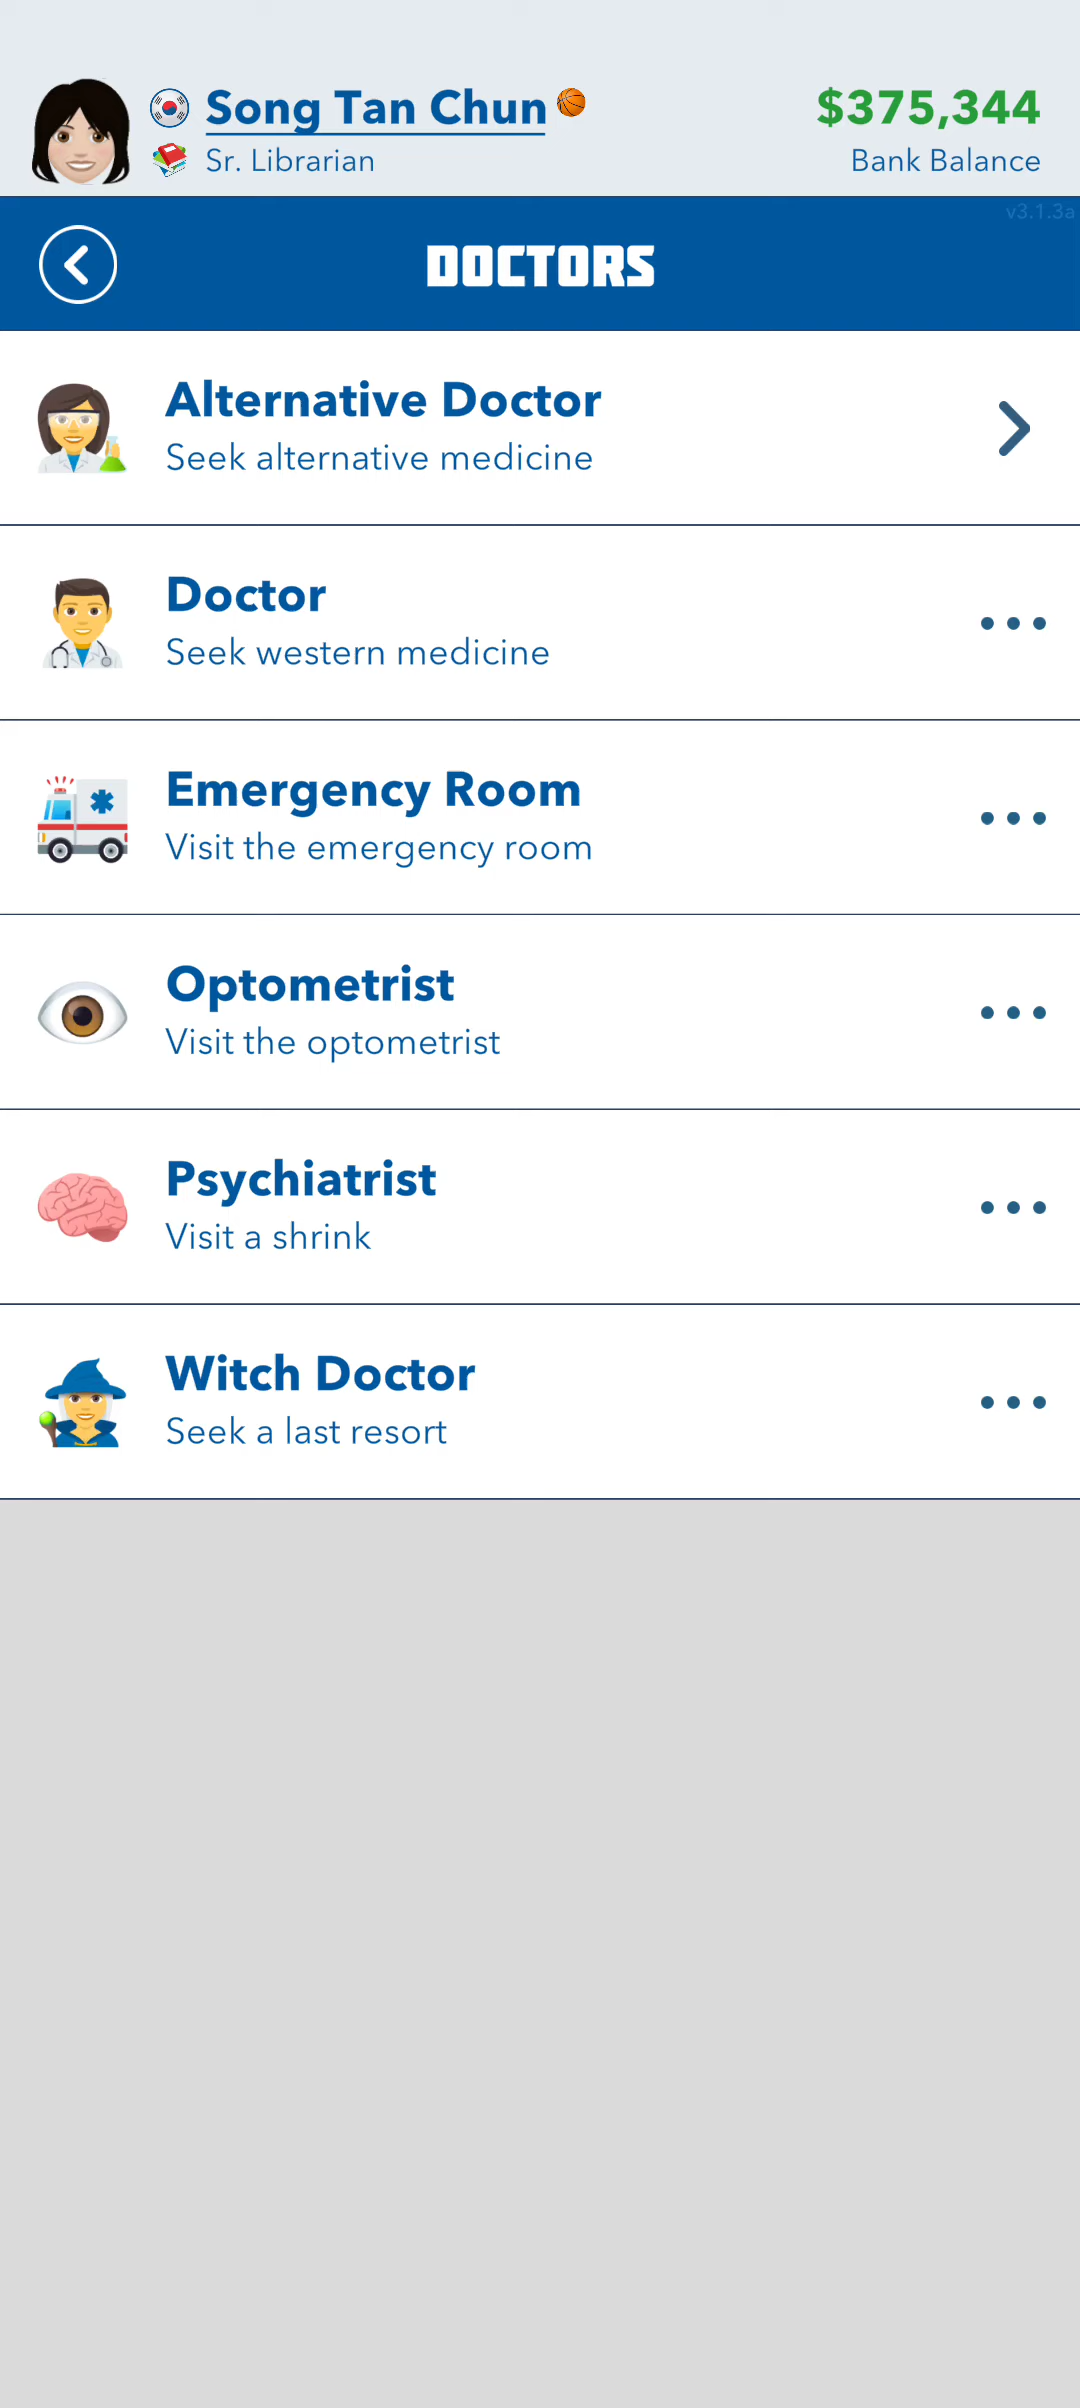 Song Tan Chun
$375,344
Sr. Librarian
Bank Balance
v3.1.3a
DOCTORS
Alternative Doctor
Seek alternative medicine
Doctor
Seek western medicine
Emergency Room
Visit the emergency room
Optometrist
Visit the optometrist
Psychiatrist
Visit a shrink
Witch Doctor
Seek a last resort